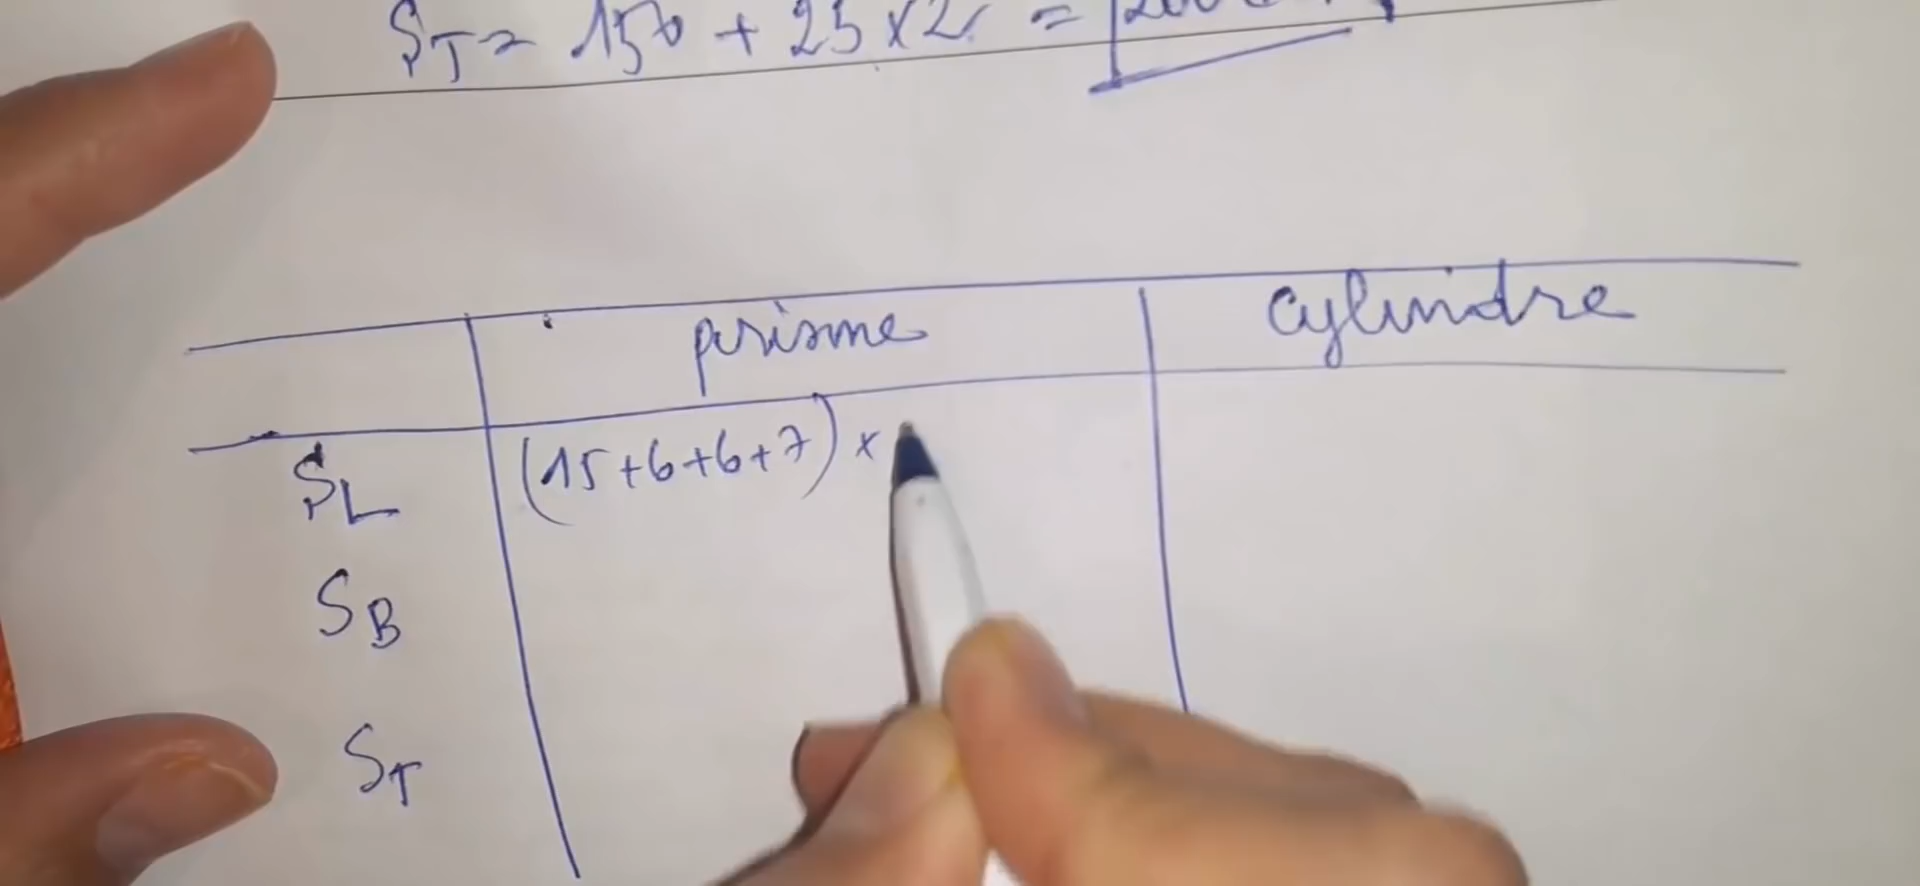 S_T = 150 + 25 x 2 =
prisme cylindre
S_L (15+6+6+7) x
S_B
S_T